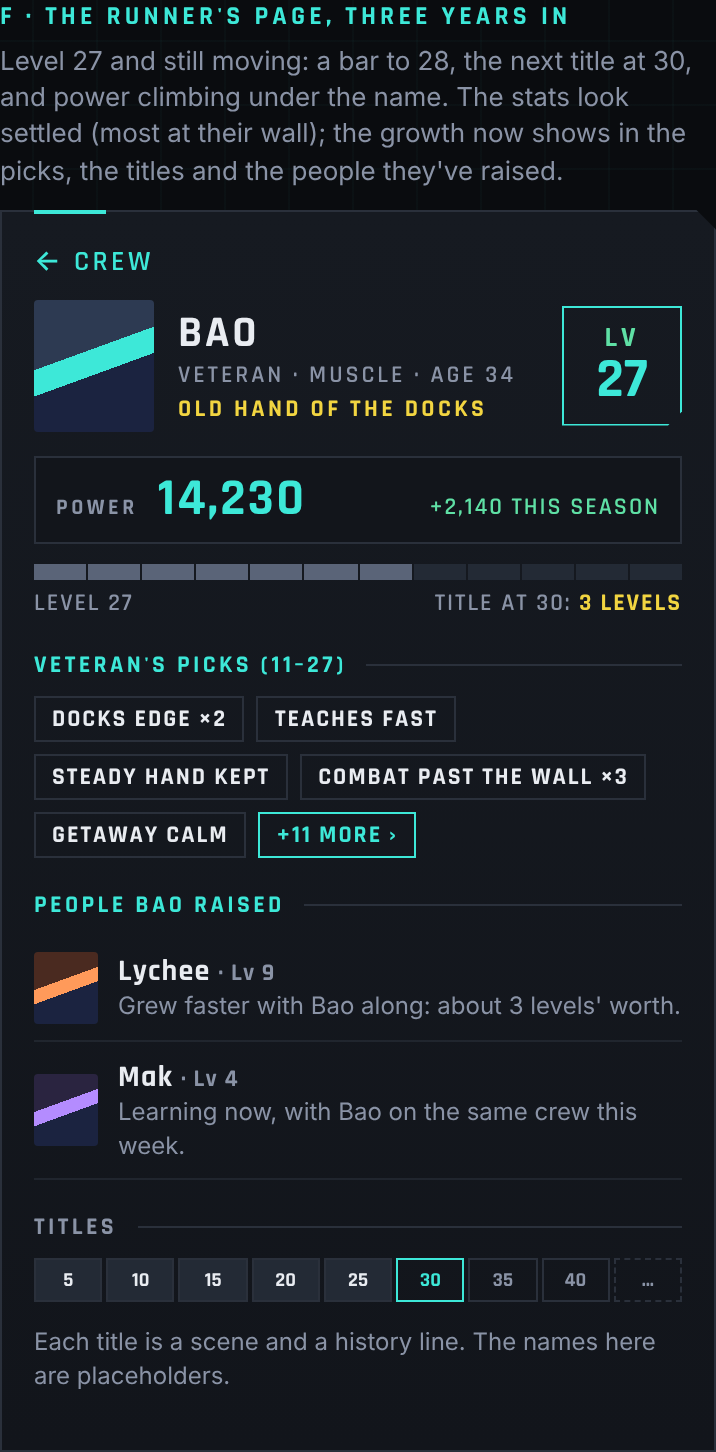 F · THE RUNNER'S PAGE, THREE YEARS IN
Level 27 and still moving: a bar to 28, the next title at 30,
and power climbing under the name. The stats look
settled (most at their wall); the growth now shows in the
picks, the titles and the people they've raised.
← CREW
BAO
VETERAN · MUSCLE · AGE 34
OLD HAND OF THE DOCKS
LV
27
POWER 14,230 +2,140 THIS SEASON
LEVEL 27 TITLE AT 30: 3 LEVELS
VETERAN'S PICKS (11–27)
DOCKS EDGE ×2 TEACHES FAST
STEADY HAND KEPT COMBAT PAST THE WALL ×3
GETAWAY CALM +11 MORE ›
PEOPLE BAO RAISED
Lychee · Lv 9
Grew faster with Bao along: about 3 levels' worth.
Mak · Lv 4
Learning now, with Bao on the same crew this
week.
TITLES
5 10 15 20 25 30 35 40 …
Each title is a scene and a history line. The names here
are placeholders.